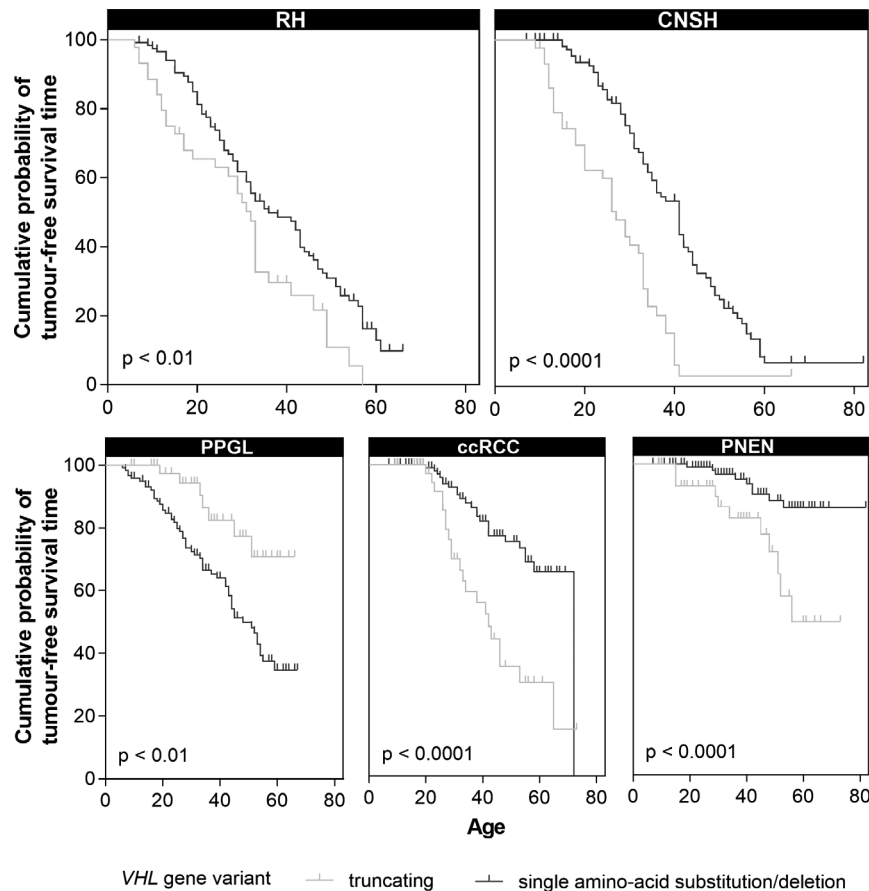 RH
CNSH
Cumulative probability of
tumour-free survival time
100
80
60
40
20
0
p < 0.01
p < 0.0001
0 20 40 60 80
0 20 40 60 80
PPGL
ccRCC
PNEN
Cumulative probability of
tumour-free survival time
100
80
60
40
20
0
p < 0.01
p < 0.0001
p < 0.0001
0 20 40 60 80
0 20 40 60 80
0 20 40 60 80
Age
VHL gene variant truncating single amino-acid substitution/deletion